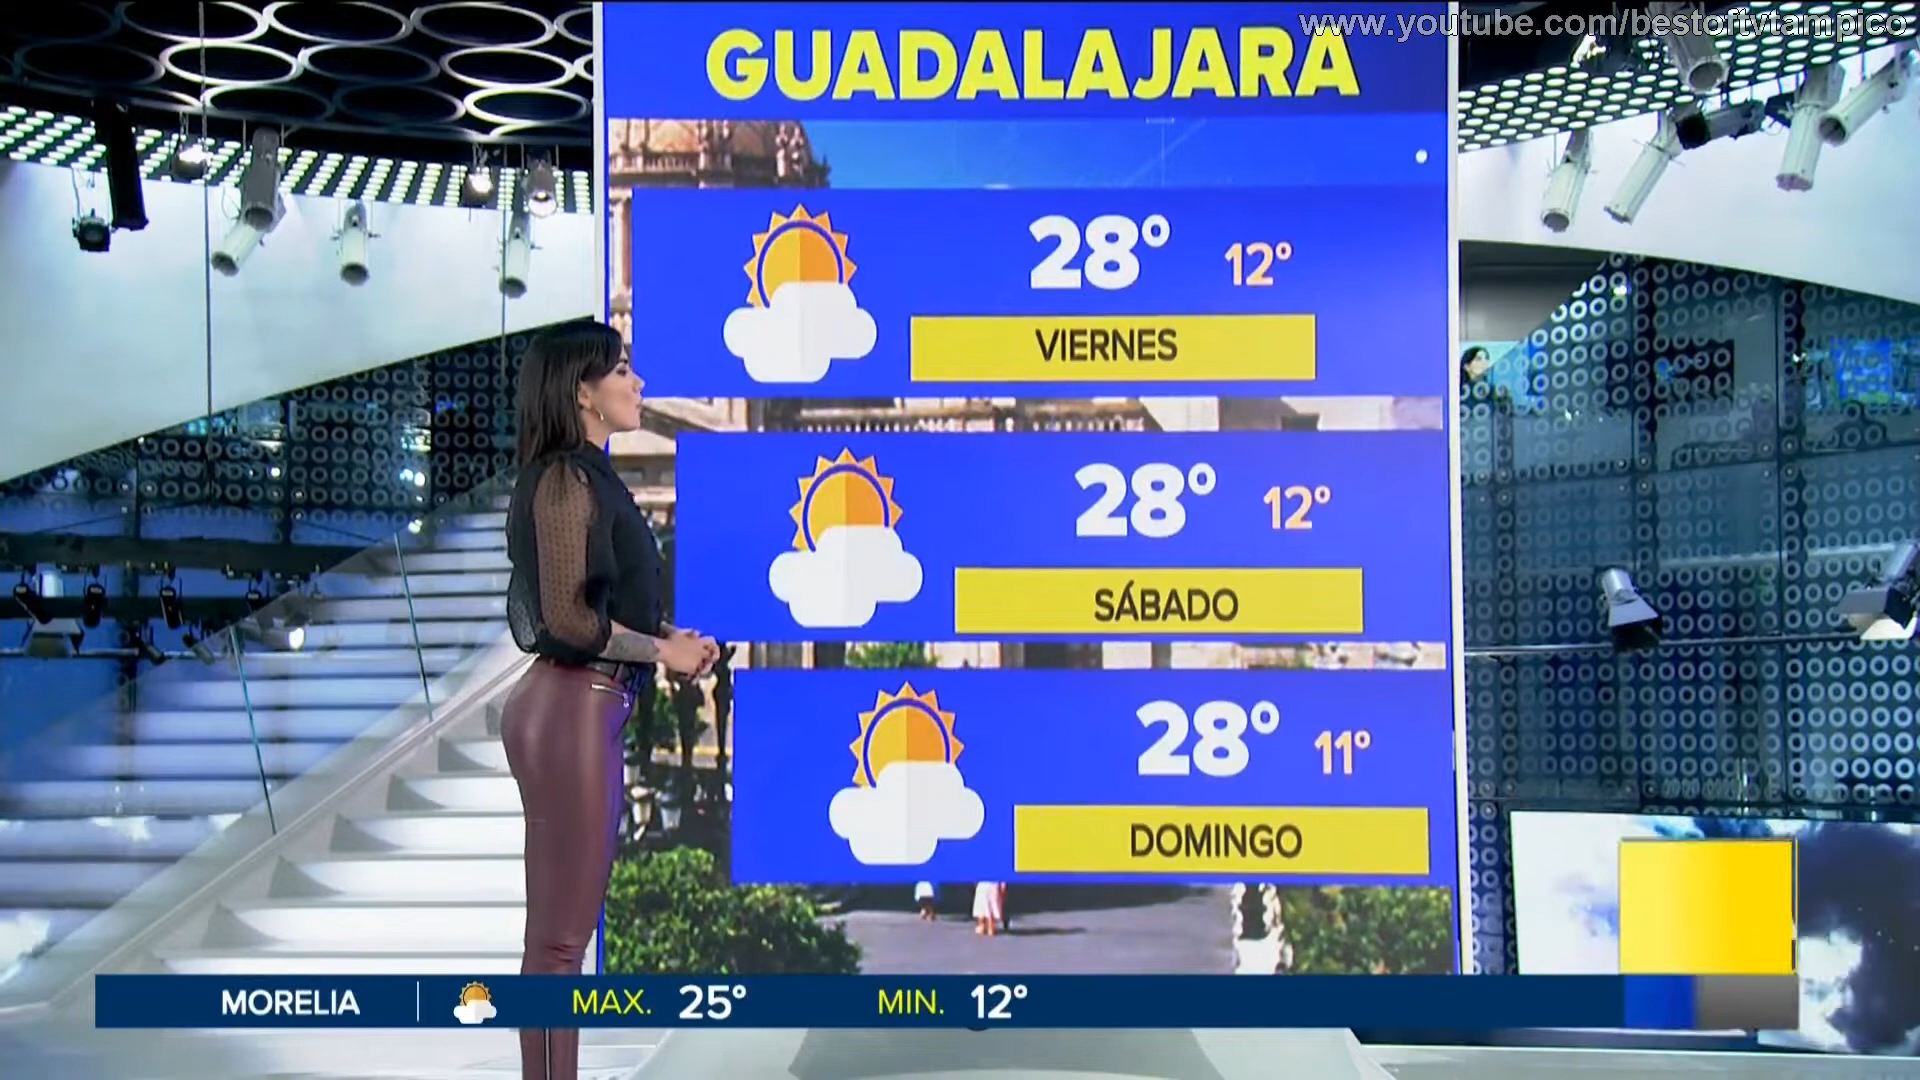 www.youtube.com/bestoftvtampico
GUADALAJARA
28° 12°
VIERNES
28° 12°
SÁBADO
28° 11°
DOMINGO
MORELIA MAX. 25° MIN. 12°